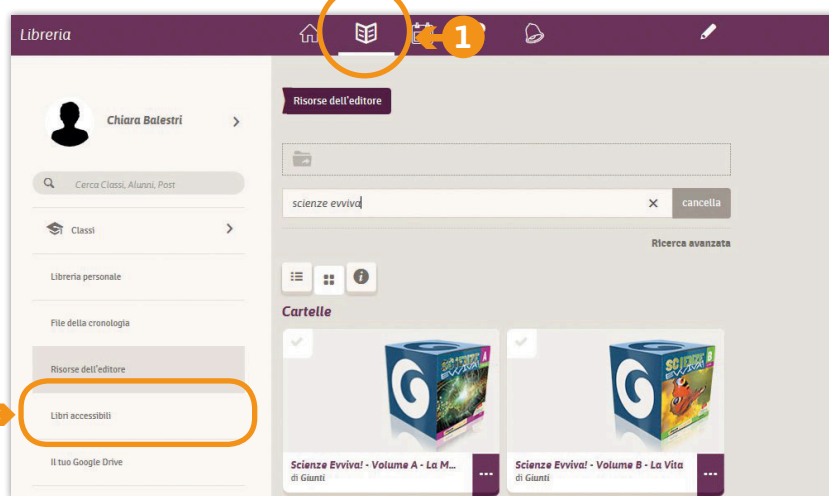 Libreria
1
Chiara Balestri
Cerca Classi, Alunni, Post
Classi
Libreria personale
File della cronologia
Risorse dell'editore
Libri accessibili
Il tuo Google Drive
Risorse dell'editore
scienze evviva
cancella
Ricerca avanzata
Cartelle
SCIENZE
A
Scienze Evviva! - Volume A - La M...
di Giunti
SCIENZE
B
Scienze Evviva! - Volume B - La Vita
di Giunti